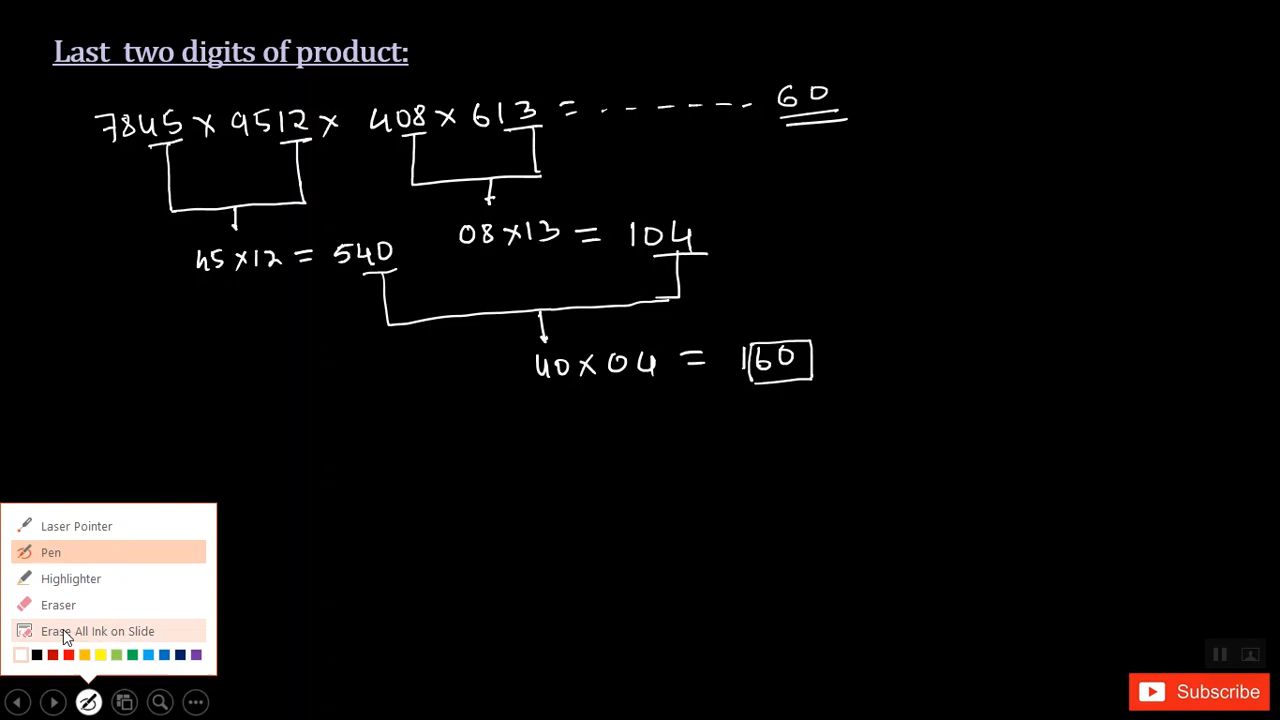 Last two digits of product:
7845 × 9512 × 408 × 613 = ........ 60
08×13 = 104
45×12 = 540
40×04 = 160
Laser Pointer
Pen
Highlighter
Eraser
Erase All Ink on Slide
Subscribe